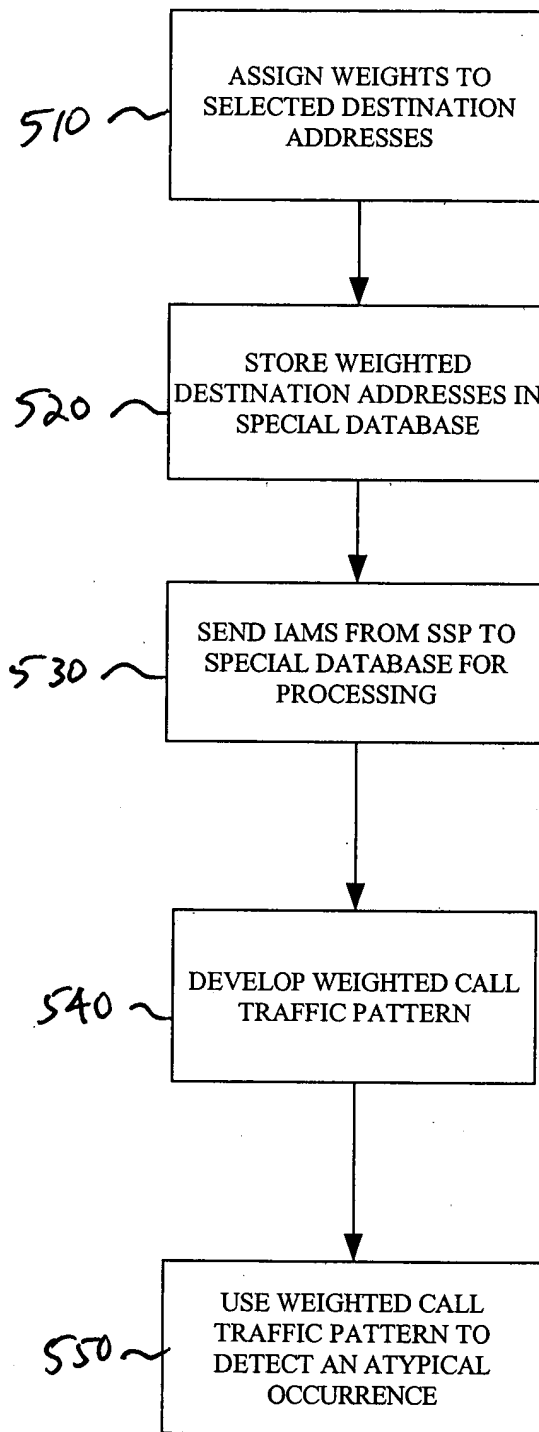 ASSIGN WEIGHTS TO
SELECTED DESTINATION
ADDRESSES
510
STORE WEIGHTED
DESTINATION ADDRESSES IN
SPECIAL DATABASE
520
SEND IAMS FROM SSP TO
SPECIAL DATABASE FOR
PROCESSING
530
DEVELOP WEIGHTED CALL
TRAFFIC PATTERN
540
USE WEIGHTED CALL
TRAFFIC PATTERN TO
DETECT AN ATYPICAL
OCCURRENCE
550